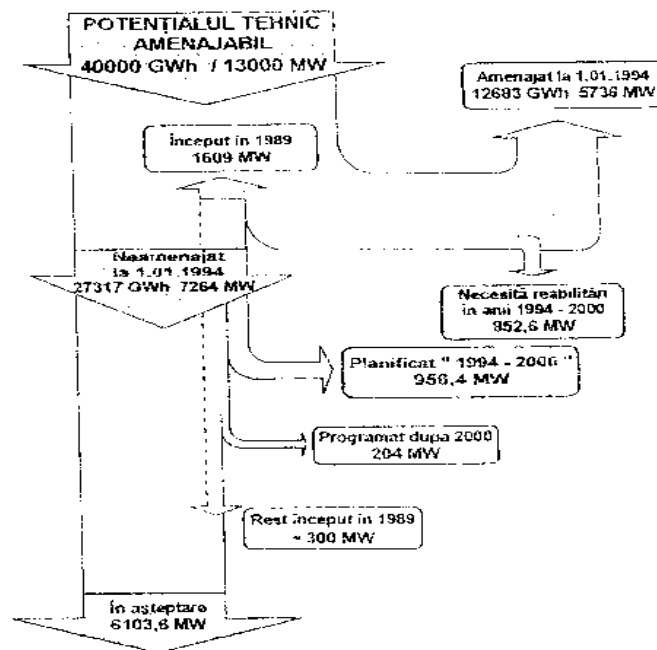 POTENȚIALUL TEHNIC
AMENAJABIL
40000 GWh / 13000 MW
Amenajat la 1.01.1994
12683 GWh 5736 MW
Început în 1989
1609 MW
Neamenajat
la 1.01.1994
27317 GWh 7264 MW
Necesită reabilitări
în anii 1994 - 2000
952,6 MW
Planificat " 1994 - 2000 "
956,4 MW
Programat dupa 2000
204 MW
Rest început în 1989
≈ 300 MW
În așteptare
6103,6 MW